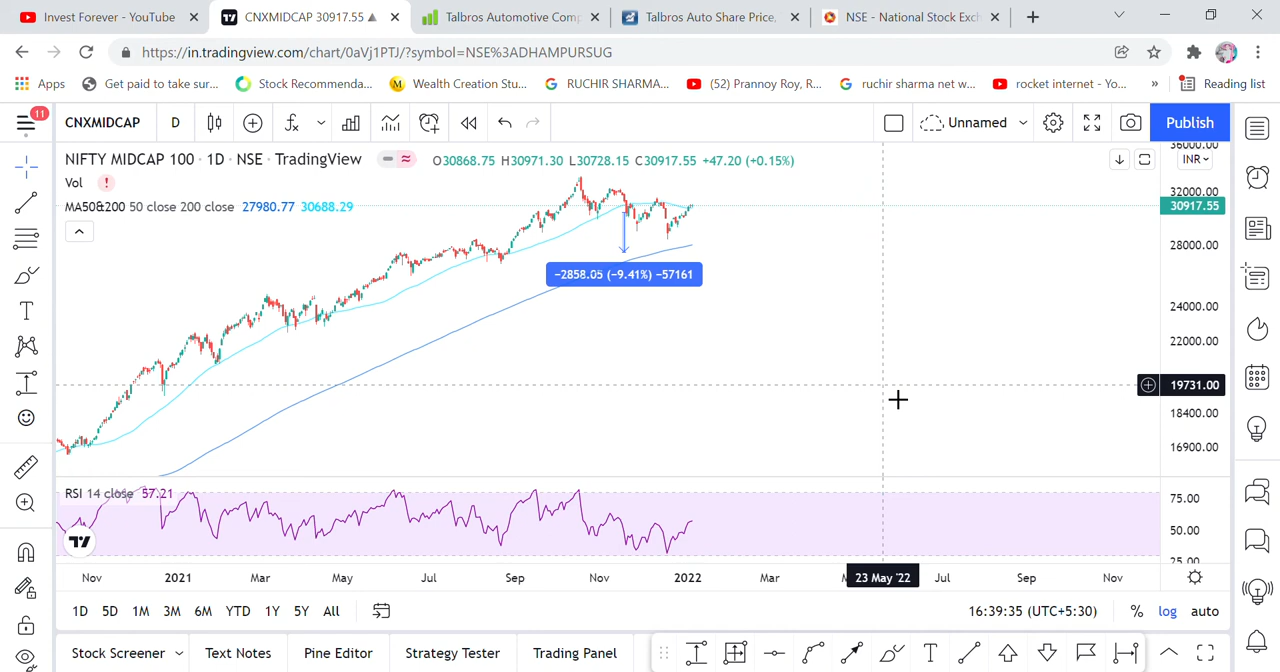 Invest Forever - YouTube
CNXMIDCAP 30917.55
Talbros Automotive Comp
Talbros Auto Share Price,
NSE - National Stock Exch
https://in.tradingview.com/chart/0aVj1PTJ/?symbol=NSE%3ADHAMPURSUG
Apps
Get paid to take sur...
Stock Recommenda...
Wealth Creation Stu...
RUCHIR SHARMA...
(52) Prannoy Roy, R...
ruchir sharma net w...
rocket internet - Yo...
»
Reading list
11
CNXMIDCAP
D
Unnamed
Publish
NIFTY MIDCAP 100 · 1D · NSE · TradingView
O30868.75 H30971.30 L30728.15 C30917.55 +47.20 (+0.15%)
INR
Vol
MA50&200 50 close 200 close 27980.77 30688.29
36000.00
32000.00
30917.55
28000.00
24000.00
22000.00
19731.00
18400.00
16900.00
−2858.05 (−9.41%) −57161
RSI 14 close 57.21
75.00
50.00
25.00
Nov 2021 Mar May Jul Sep Nov 2022 Mar 23 May '22 Jul Sep Nov
1D 5D 1M 3M 6M YTD 1Y 5Y All
16:39:35 (UTC+5:30) % log auto
Stock Screener Text Notes Pine Editor Strategy Tester Trading Panel